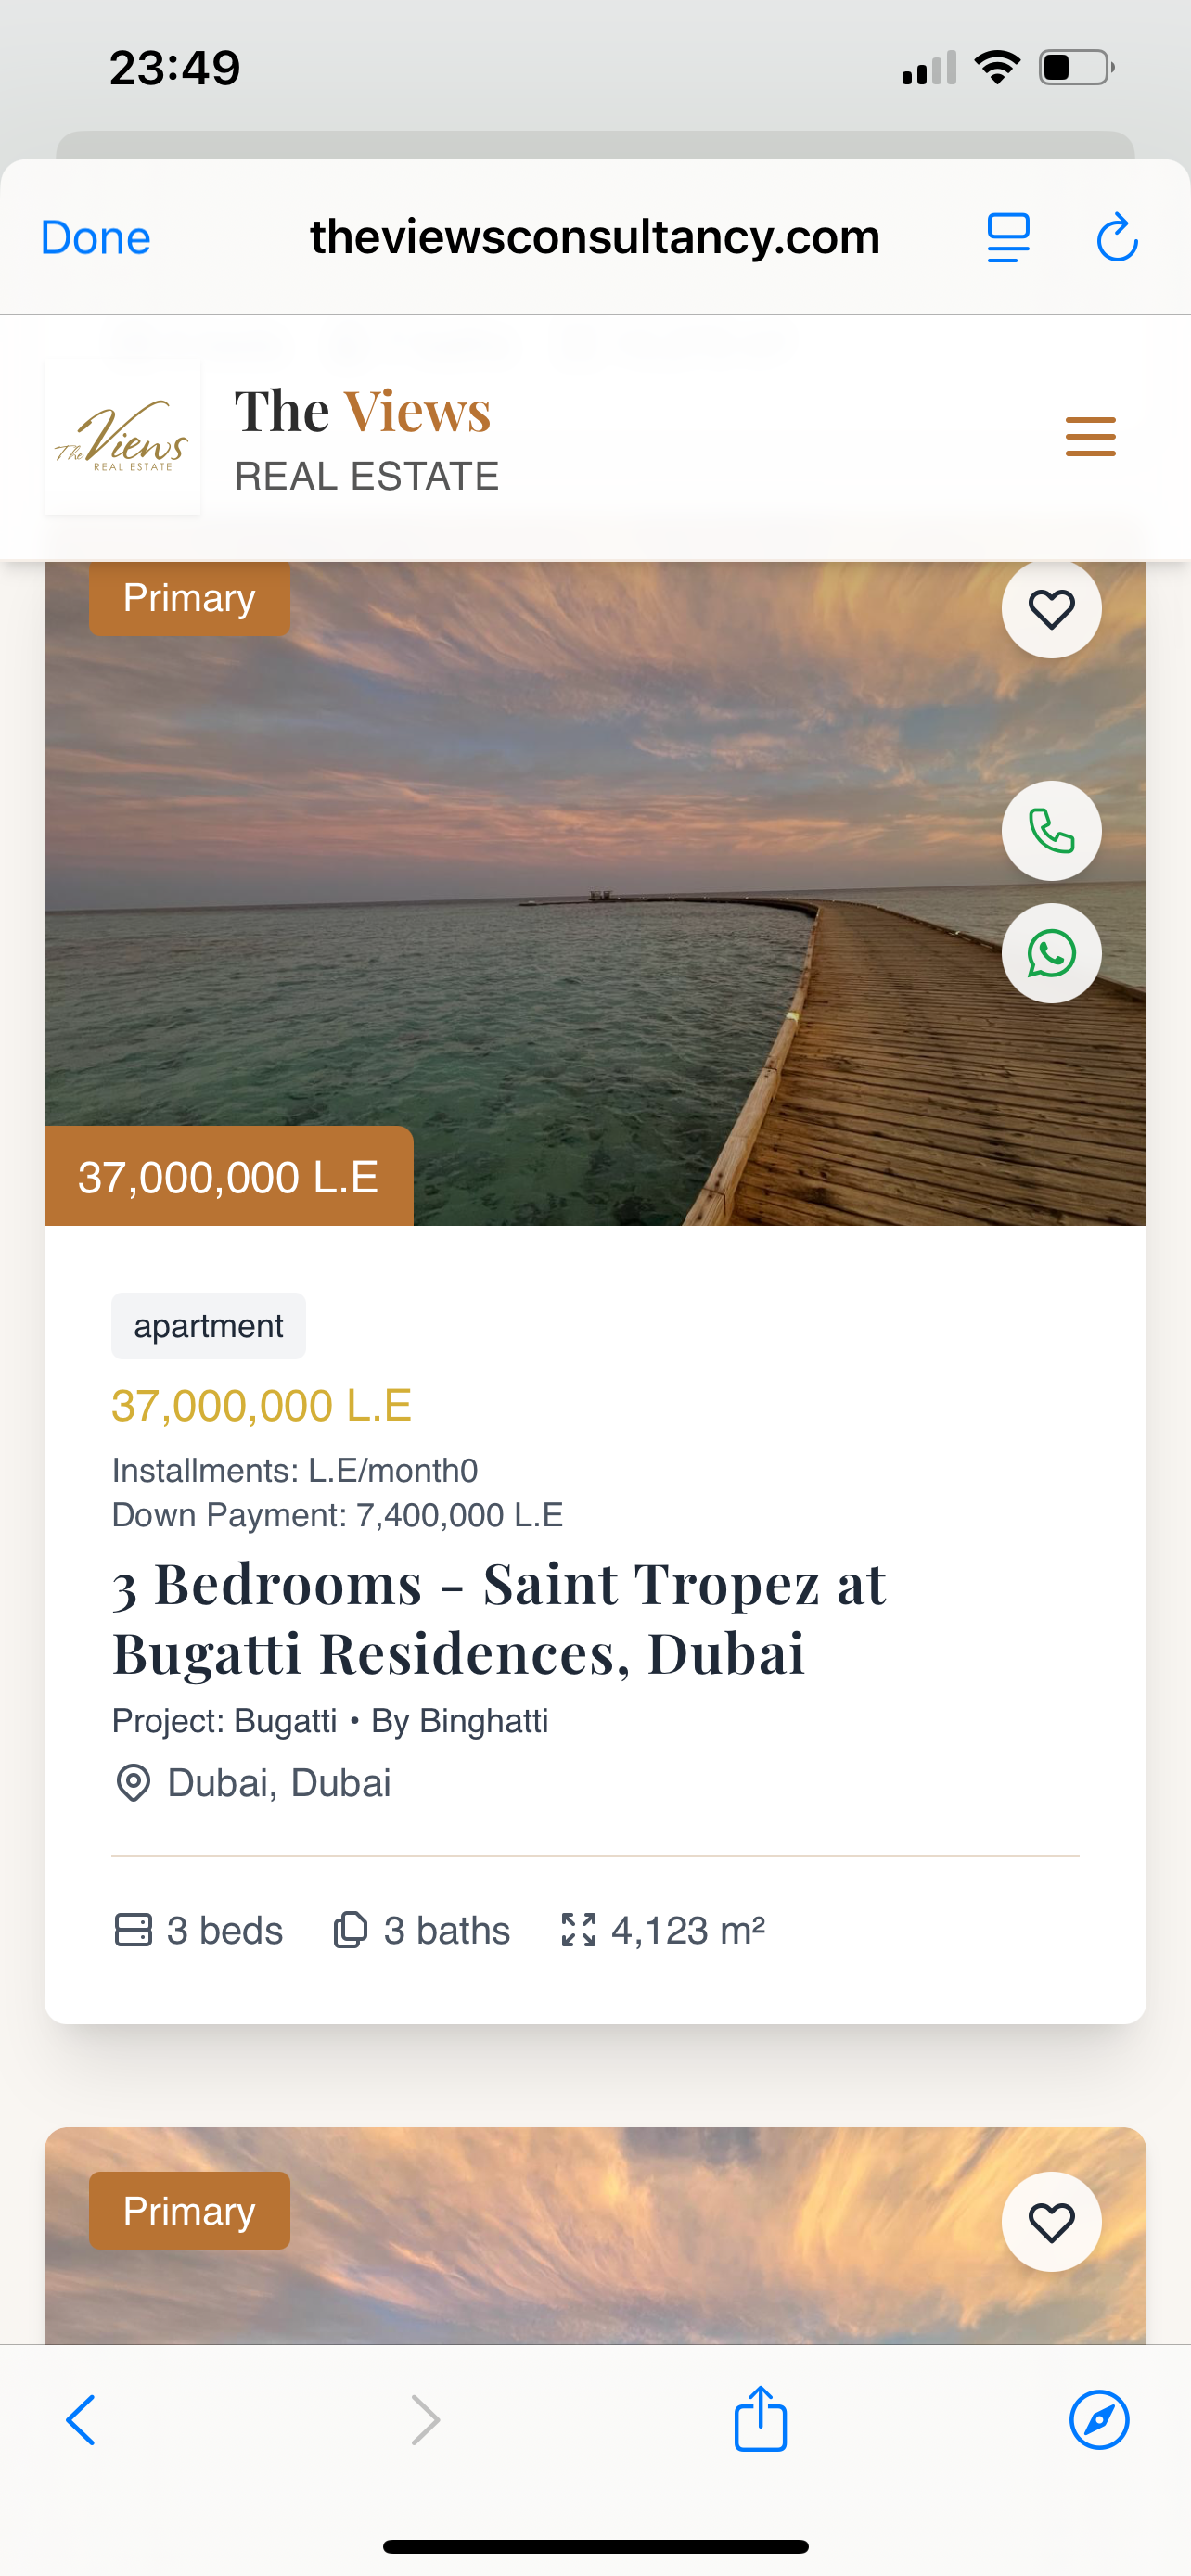 23:49
Done
theviewsconsultancy.com
The Views
REAL ESTATE
The Views
REAL ESTATE
Primary
37,000,000 L.E
apartment
37,000,000 L.E
Installments: L.E/month0
Down Payment: 7,400,000 L.E
3 Bedrooms - Saint Tropez at
Bugatti Residences, Dubai
Project: Bugatti • By Binghatti
Dubai, Dubai
3 beds 3 baths 4,123 m²
Primary